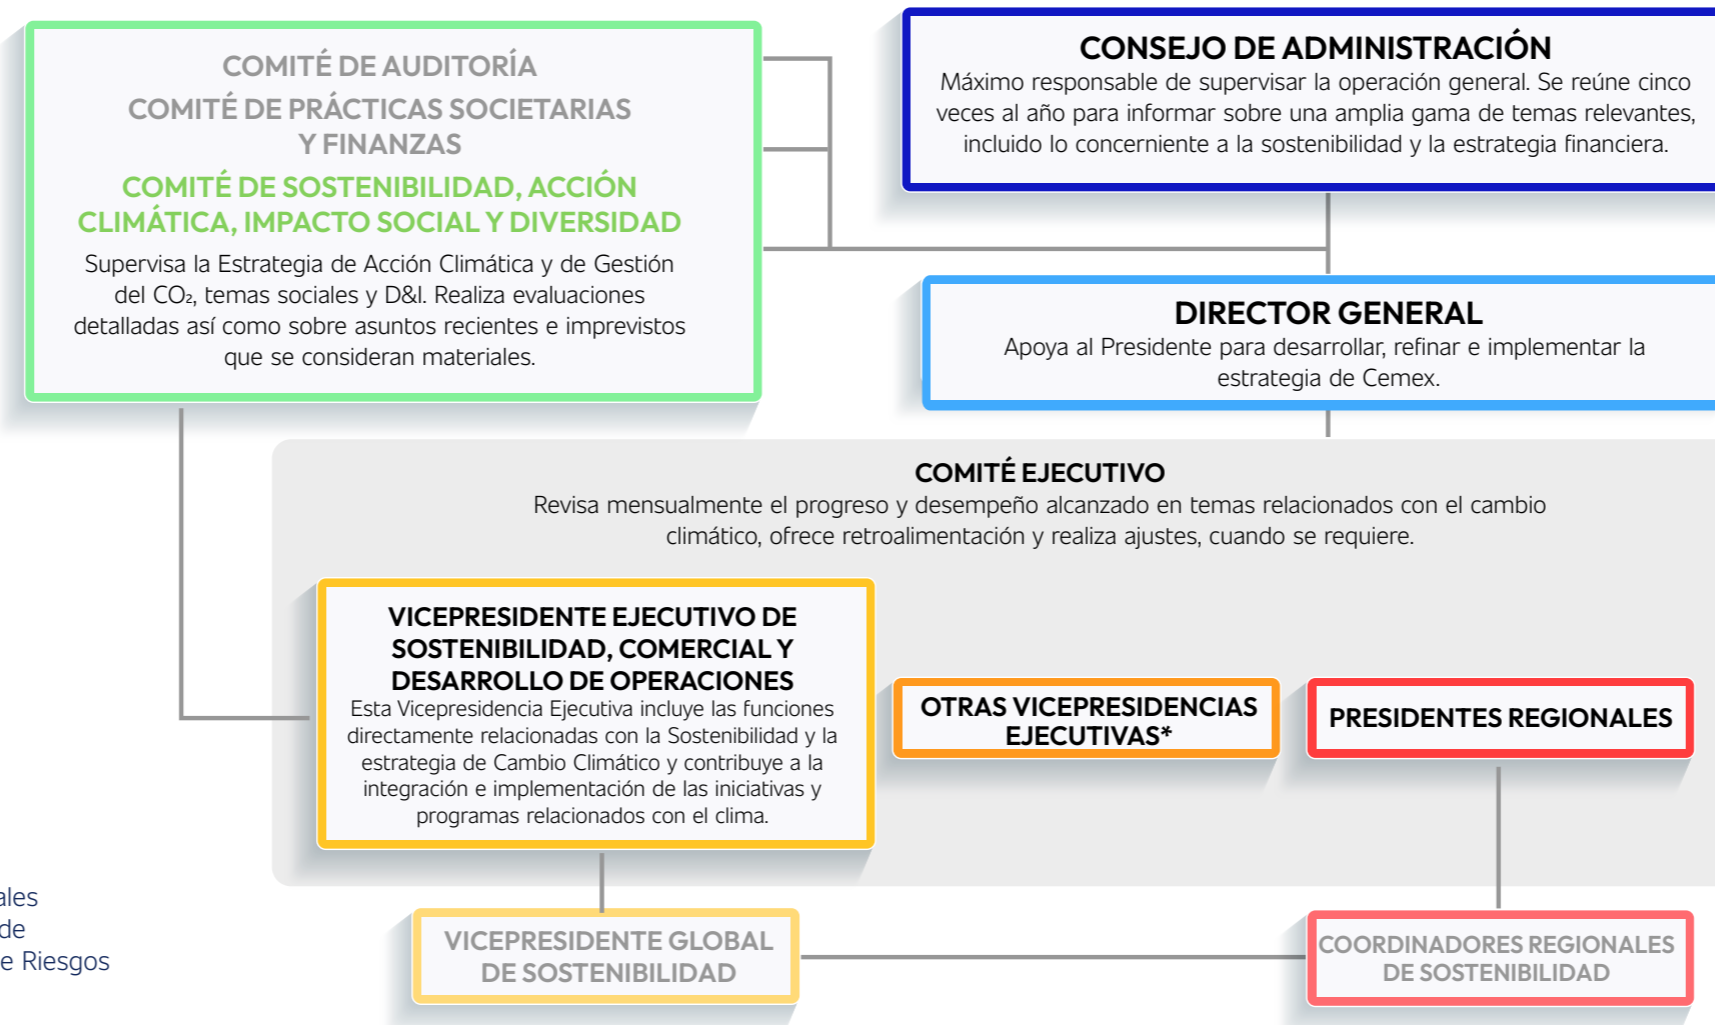 COMITÉ DE AUDITORÍA
COMITÉ DE PRÁCTICAS SOCIETARIAS
Y FINANZAS
COMITÉ DE SOSTENIBILIDAD, ACCIÓN
CLIMÁTICA, IMPACTO SOCIAL Y DIVERSIDAD
Supervisa la Estrategia de Acción Climática y de Gestión
del CO₂, temas sociales y D&I. Realiza evaluaciones
detalladas así como sobre asuntos recientes e imprevistos
que se consideran materiales.
CONSEJO DE ADMINISTRACIÓN
Máximo responsable de supervisar la operación general. Se reúne cinco
veces al año para informar sobre una amplia gama de temas relevantes,
incluido lo concerniente a la sostenibilidad y la estrategia financiera.
DIRECTOR GENERAL
Apoya al Presidente para desarrollar, refinar e implementar la
estrategia de Cemex.
COMITÉ EJECUTIVO
Revisa mensualmente el progreso y desempeño alcanzado en temas relacionados con el cambio
climático, ofrece retroalimentación y realiza ajustes, cuando se requiere.
VICEPRESIDENTE EJECUTIVO DE
SOSTENIBILIDAD, COMERCIAL Y
DESARROLLO DE OPERACIONES
Esta Vicepresidencia Ejecutiva incluye las funciones
directamente relacionadas con la Sostenibilidad y la
estrategia de Cambio Climático y contribuye a la
integración e implementación de las iniciativas y
programas relacionados con el clima.
OTRAS VICEPRESIDENCIAS
EJECUTIVAS*
PRESIDENTES REGIONALES
ales
de
e Riesgos
VICEPRESIDENTE GLOBAL
DE SOSTENIBILIDAD
COORDINADORES REGIONALES
DE SOSTENIBILIDAD